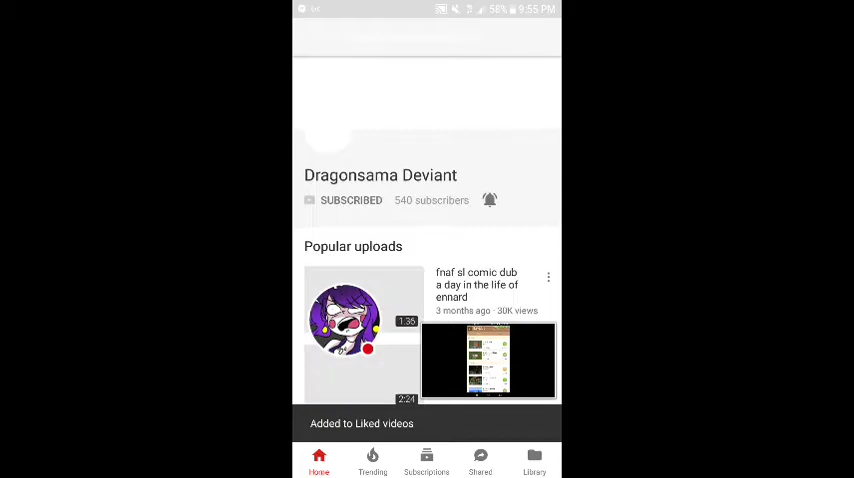 58% 9:55 PM
Dragonsama Deviant
SUBSCRIBED 540 subscribers
Popular uploads
fnaf sl comic dub
a day in the life of
ennard
3 months ago · 30K views
1:36
2:24
Added to Liked videos
Home Trending Subscriptions Shared Library